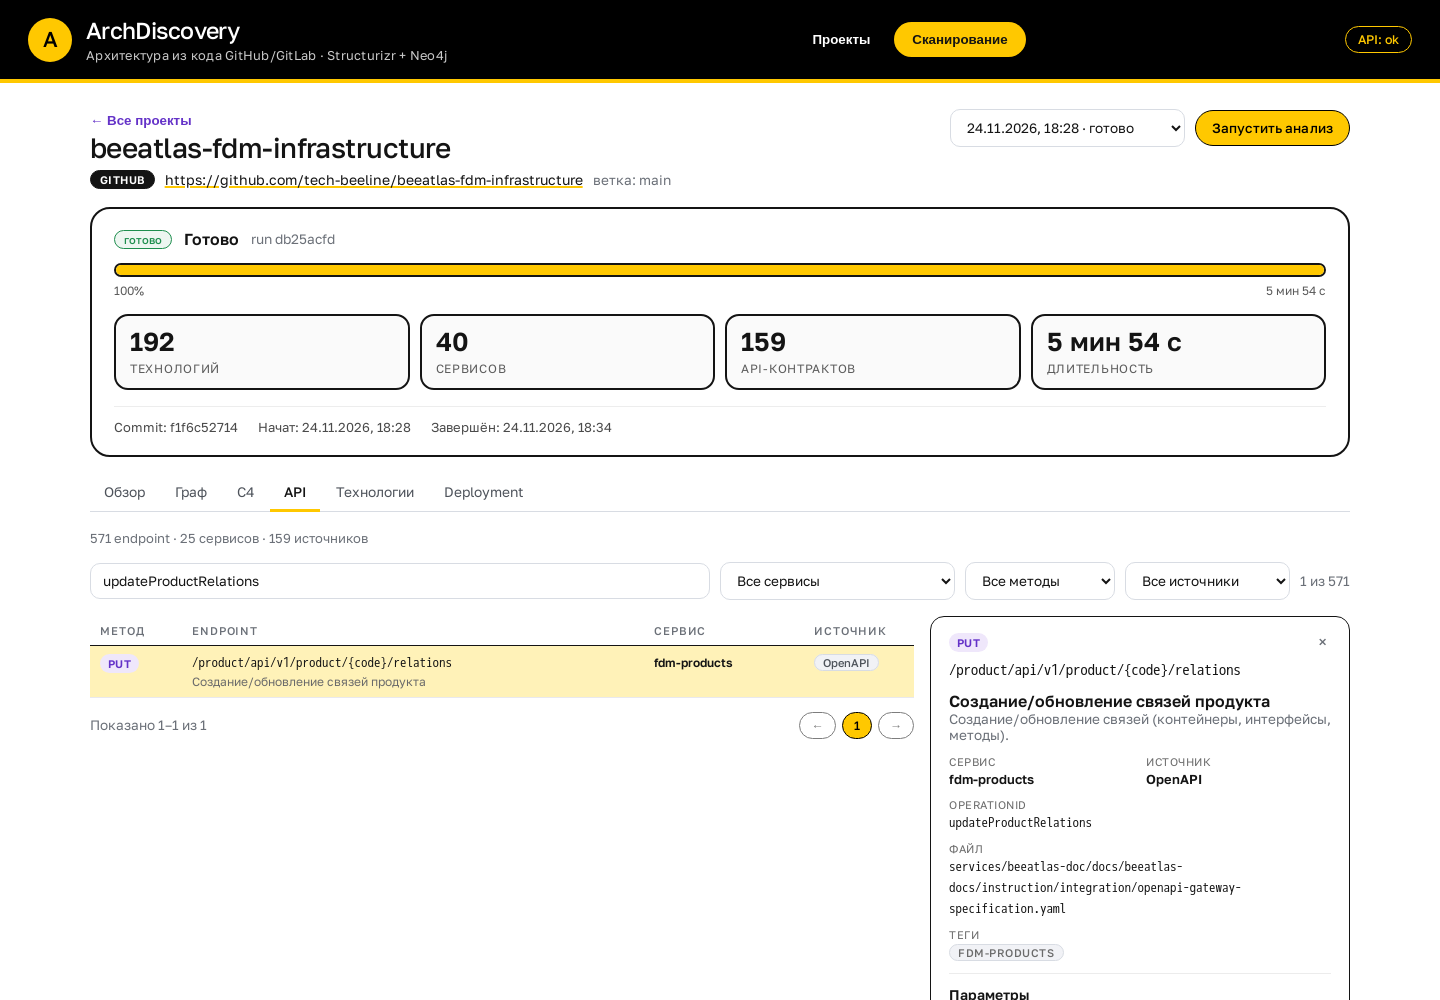 A
ArchDiscovery
Архитектура из кода GitHub/GitLab · Structurizr + Neo4j
Проекты
Сканирование
API: ok
← Все проекты
beeatlas-fdm-infrastructure
GITHUB
https://github.com/tech-beeline/beeatlas-fdm-infrastructure
ветка: main
24.11.2026, 18:28 · готово
Запустить анализ
готово
Готово
run db25acfd
100%
5 мин 54 с
192
ТЕХНОЛОГИЙ
40
СЕРВИСОВ
159
API-КОНТРАКТОВ
5 мин 54 с
ДЛИТЕЛЬНОСТЬ
Commit: f1f6c52714
Начат: 24.11.2026, 18:28
Завершён: 24.11.2026, 18:34
Обзор
Граф
C4
API
Технологии
Deployment
571 endpoint · 25 сервисов · 159 источников
updateProductRelations
Все сервисы
Все методы
Все источники
1 из 571
МЕТОД
ENDPOINT
СЕРВИС
ИСТОЧНИК
PUT
/product/api/v1/product/{code}/relations
Создание/обновление связей продукта
fdm-products
OpenAPI
Показано 1–1 из 1
←
1
→
PUT
×
/product/api/v1/product/{code}/relations
Создание/обновление связей продукта
Создание/обновление связей (контейнеры, интерфейсы,
методы).
СЕРВИС
fdm-products
ИСТОЧНИК
OpenAPI
OPERATIONID
updateProductRelations
ФАЙЛ
services/beeatlas-doc/docs/beeatlas-
docs/instruction/integration/openapi-gateway-
specification.yaml
ТЕГИ
FDM-PRODUCTS
Параметры